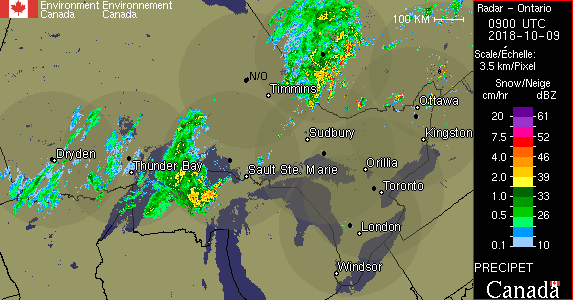 Environment Environnement
Canada Canada
100 KM
N/O
Timmins
Ottawa
Sudbury
Kingston
Dryden
Thunder Bay
Sault Ste. Marie
Orillia
Toronto
London
Windsor
Radar - Ontario
0900 UTC
2018-10-09
Scale/Échelle:
3.5 km/Pixel
Snow/Neige
cm/hr dBZ
20 61
7.5 52
4.0 46
2.0 39
1.0 33
0.5 26
0.1 10
PRECIPET
Canada